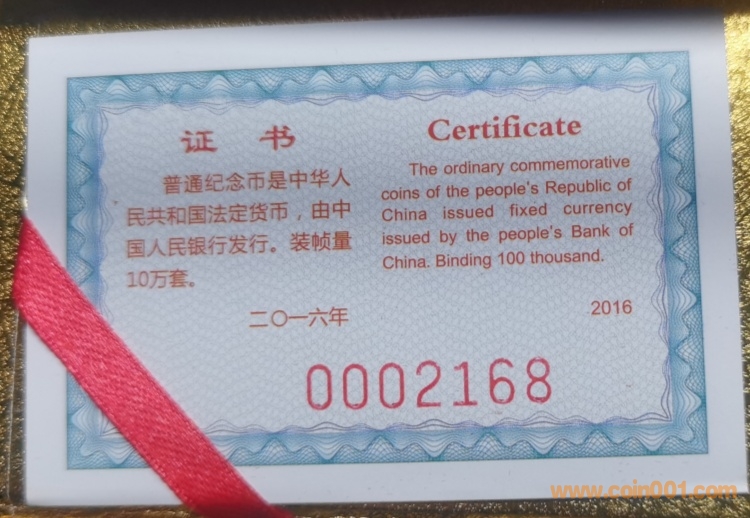 证 书
普通纪念币是中华人
民共和国法定货币，由中
国人民银行发行。装帧量
10万套。
二〇一六年
Certificate
The ordinary commemorative
coins of the people's Republic of
China issued fixed currency
issued by the people's Bank of
China. Binding 100 thousand.
2016
0002168
www.coin001.com